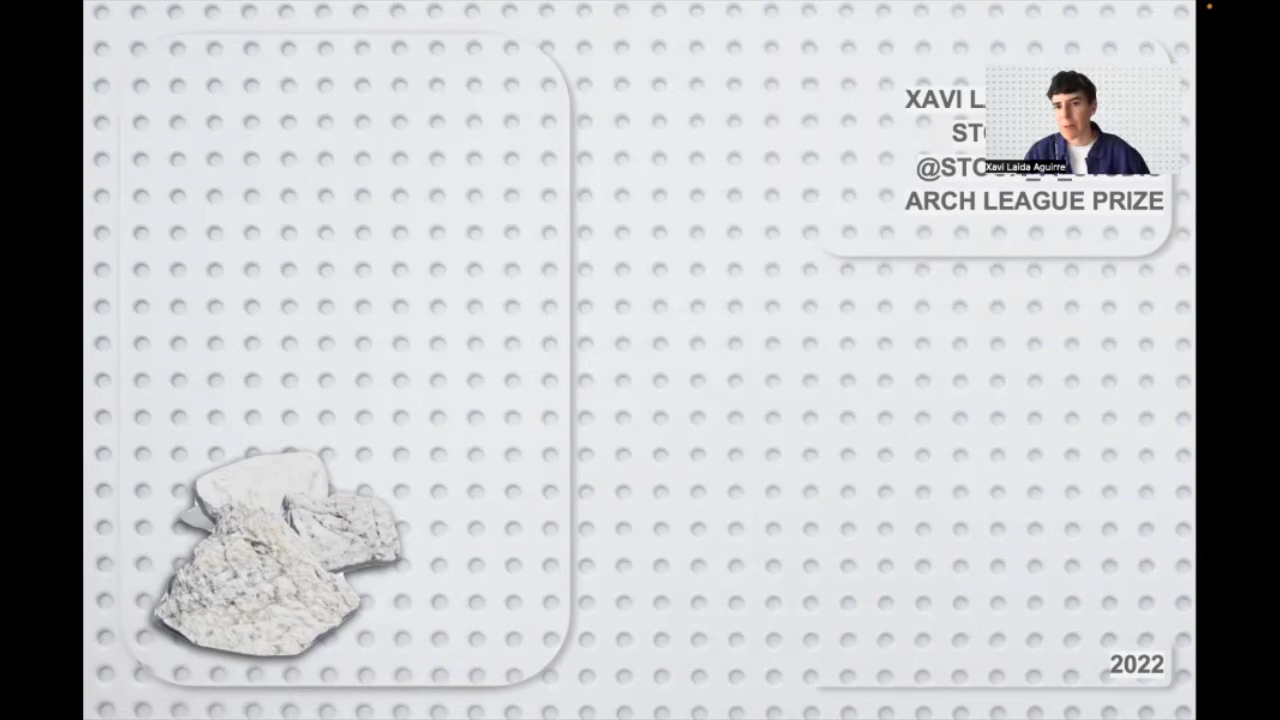 XAVI L
ST
@STO
Xavi Laida Aguirre
ARCH LEAGUE PRIZE
2022